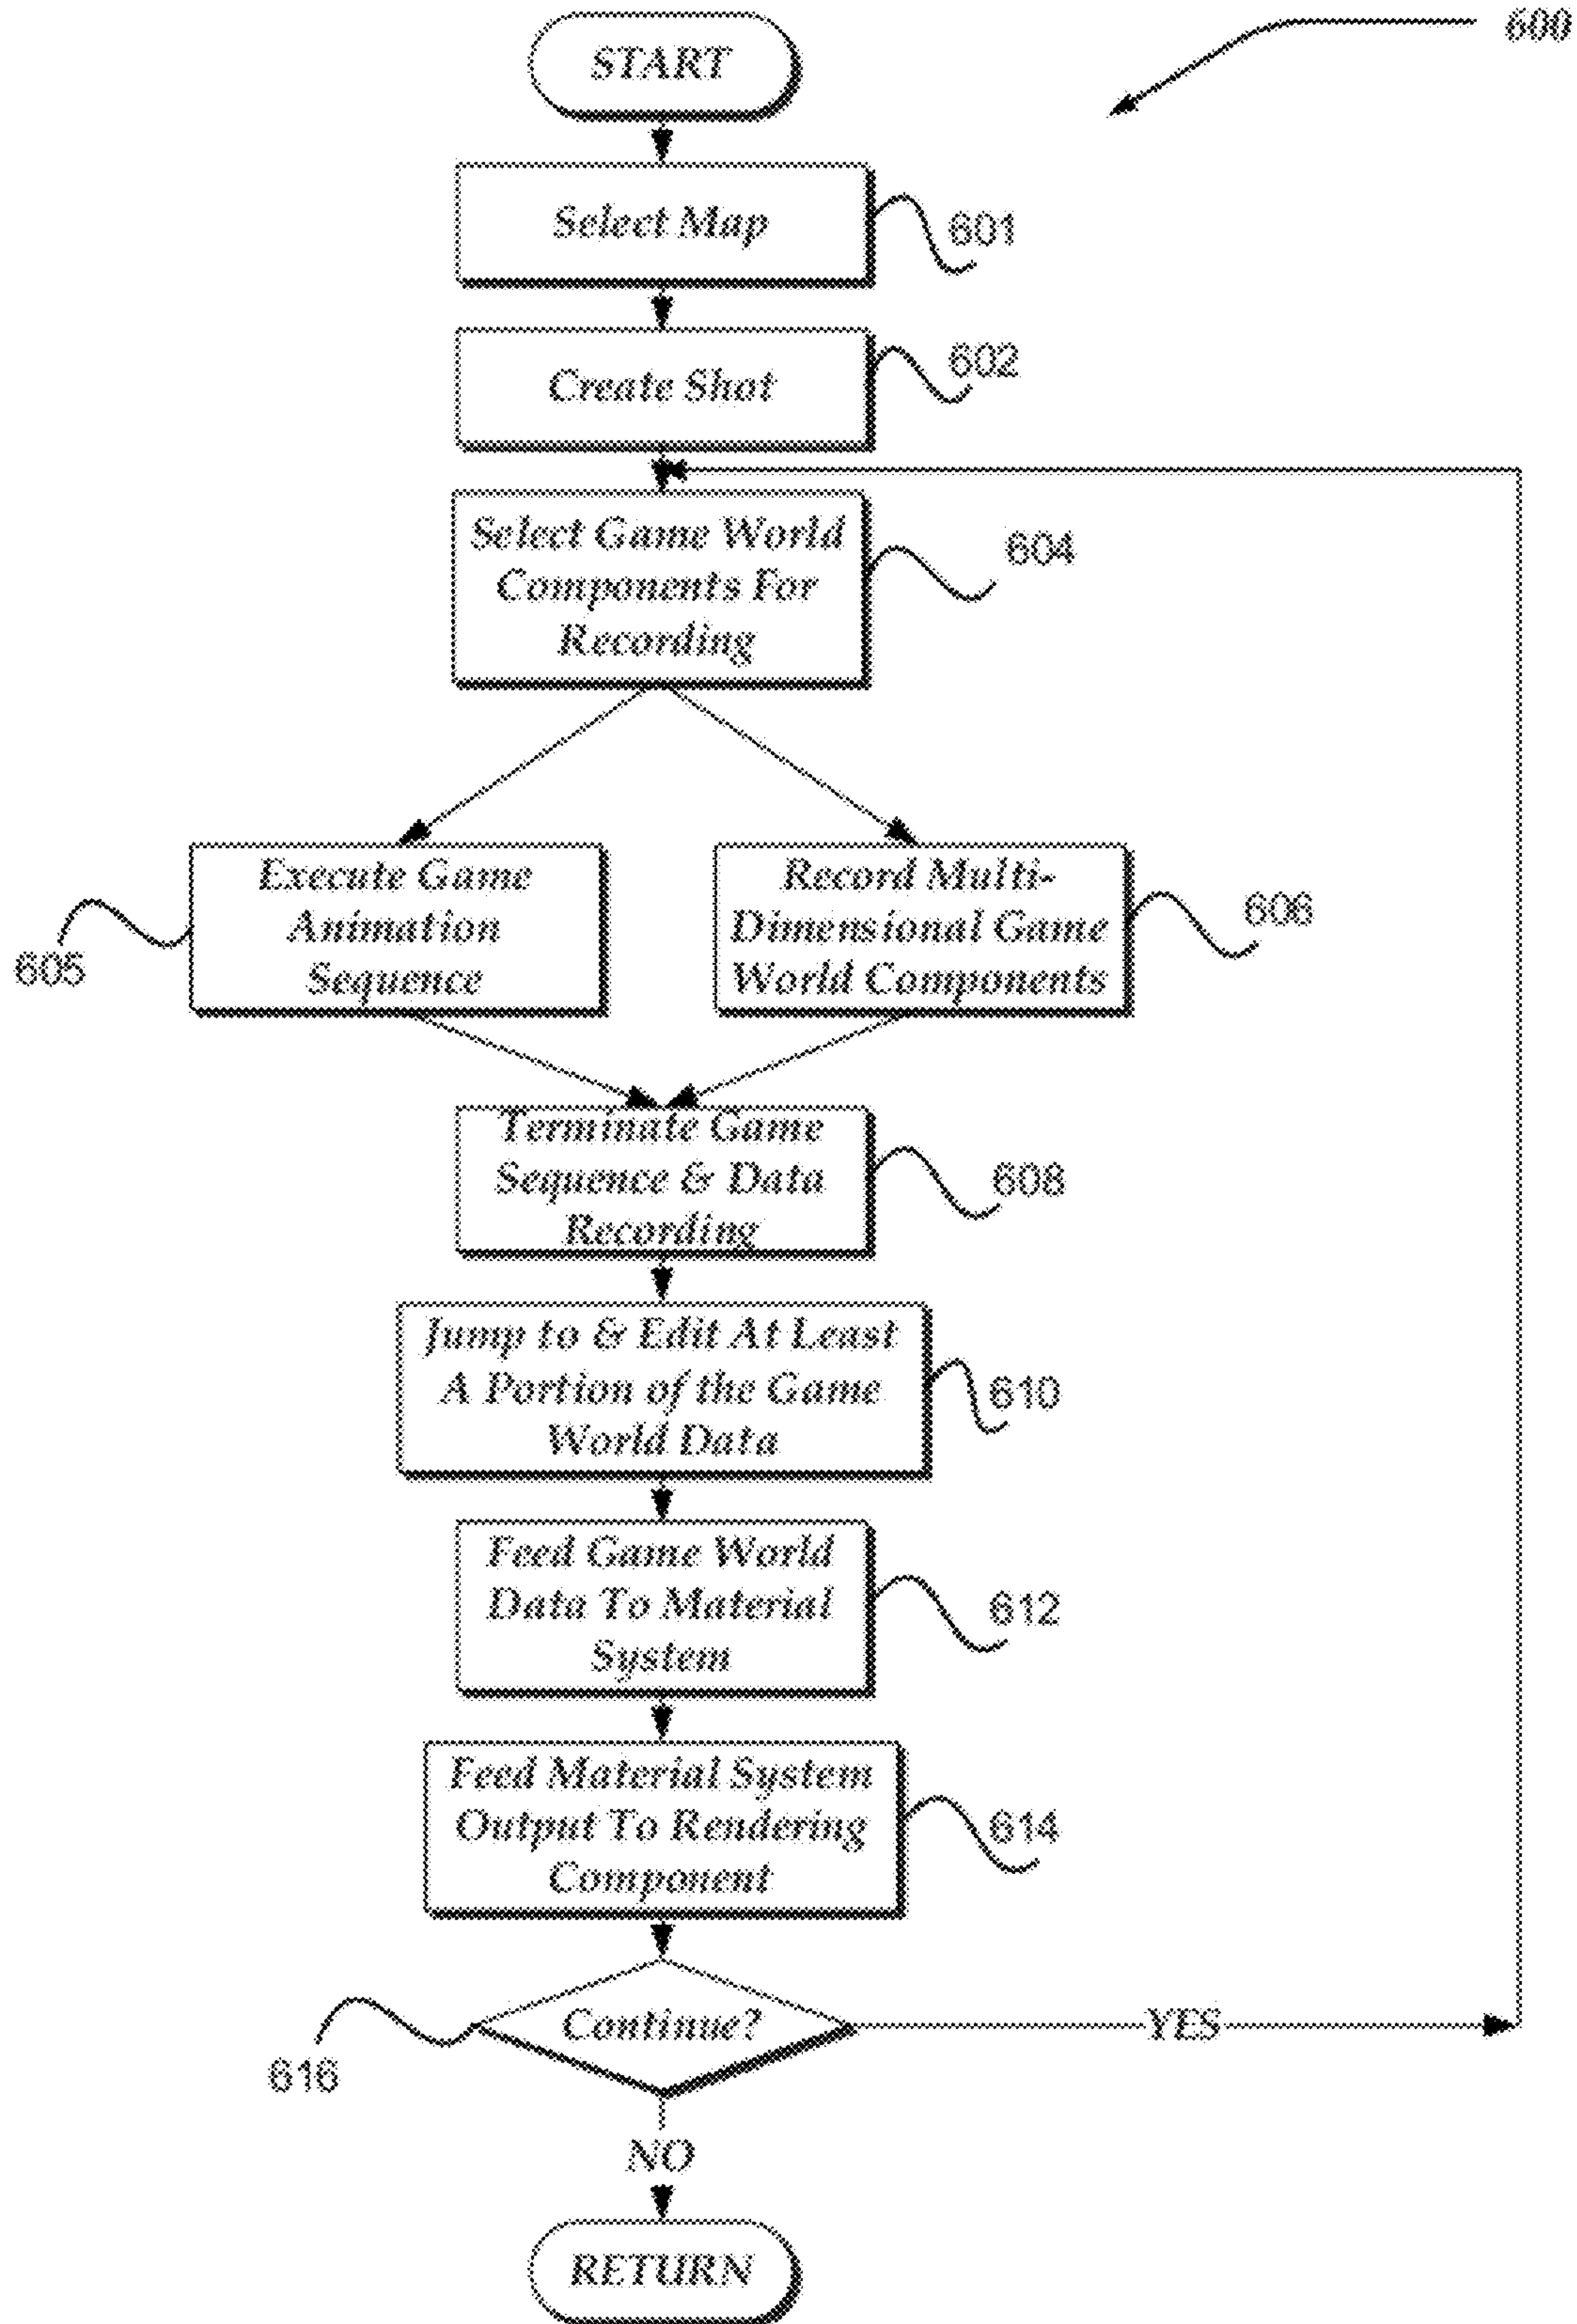 600
START
Select Map
601
Create Shot
602
Select Game World
Components For
Recording
604
Execute Game
Animation
Sequence
605
Record Multi-
Dimensional Game
World Components
606
Terminate Game
Sequence & Data
Recording
608
Jump to & Edit At Least
A Portion of the Game
World Data
610
Feed Game World
Data To Material
System
612
Feed Material System
Output To Rendering
Component
614
Continue?
616
YES
NO
RETURN